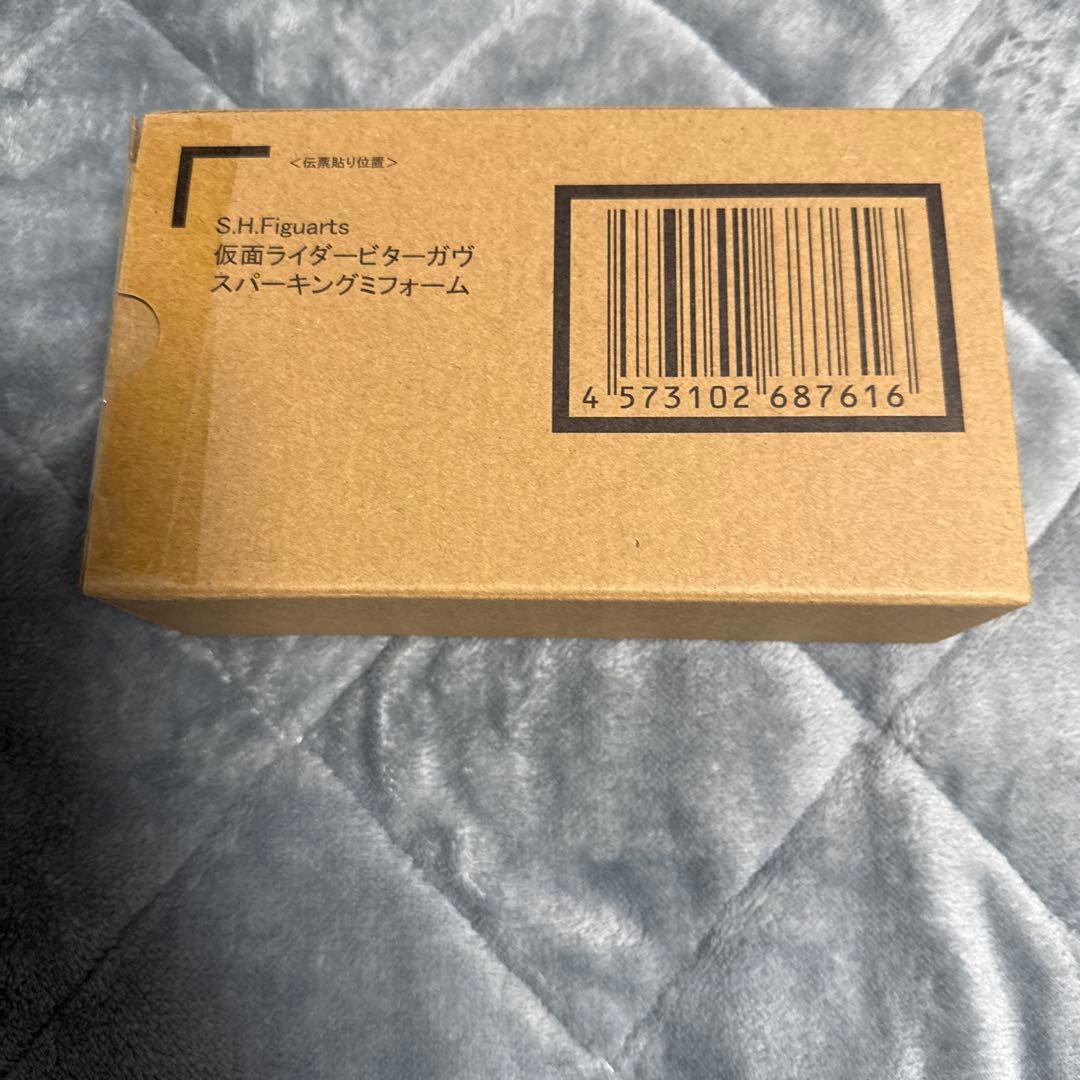 <伝票貼り位置>
S.H.Figuarts
仮面ライダービターガヴ
スパーキングミフォーム
4 573102 687616